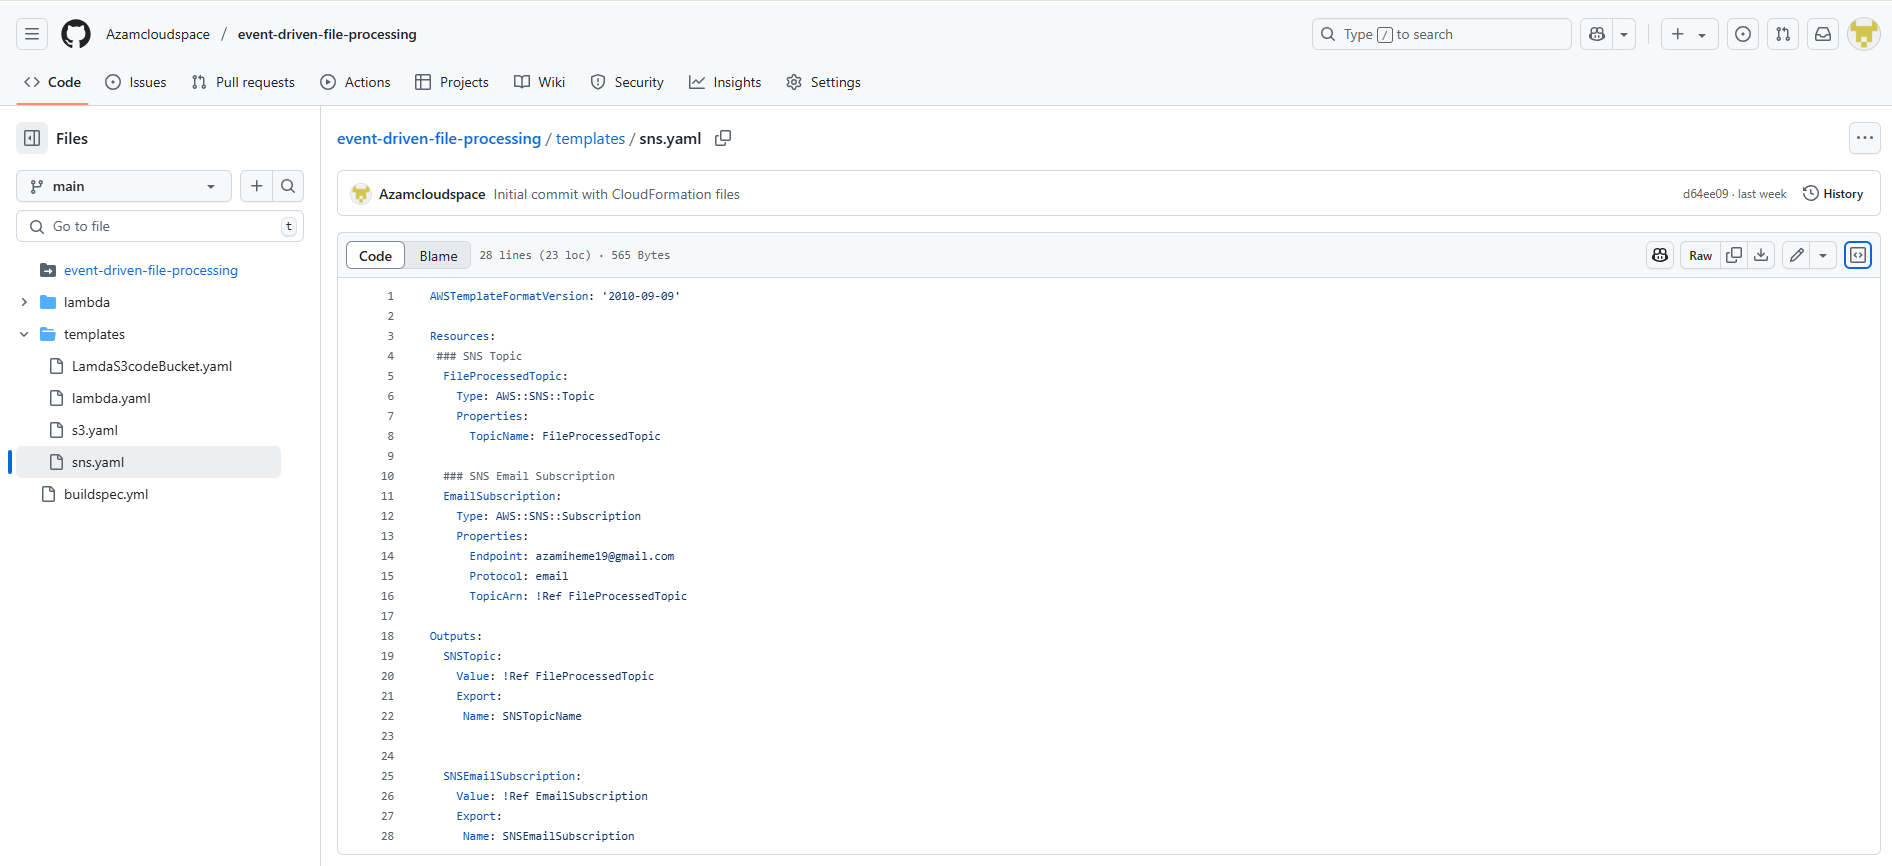 Azamcloudspace / event-driven-file-processing
Type / to search
Code Issues Pull requests Actions Projects Wiki Insights Security Settings
Files
main
Go to file t
event-driven-file-processing
lambda
templates
LamdaS3codeBucket.yaml
lambda.yaml
s3.yaml
sns.yaml
buildspec.yml
event-driven-file-processing / templates / sns.yaml
Azamcloudspace Initial commit with CloudFormation files
d64ee09 · last week History
Code Blame 28 lines (23 loc) · 565 Bytes
Raw
1 AWSTemplateFormatVersion: '2010-09-09'
2
3 Resources:
4 ### SNS Topic
5 FileProcessedTopic:
6 Type: AWS::SNS::Topic
7 Properties:
8 TopicName: FileProcessedTopic
9
10 ### SNS Email Subscription
11 EmailSubscription:
12 Type: AWS::SNS::Subscription
13 Properties:
14 Endpoint: azamiheme19@gmail.com
15 Protocol: email
16 TopicArn: !Ref FileProcessedTopic
17
18 Outputs:
19 SNSTopic:
20 Value: !Ref FileProcessedTopic
21 Export:
22 Name: SNSTopicName
23
24
25 SNSEmailSubscription:
26 Value: !Ref EmailSubscription
27 Export:
28 Name: SNSEmailSubscription